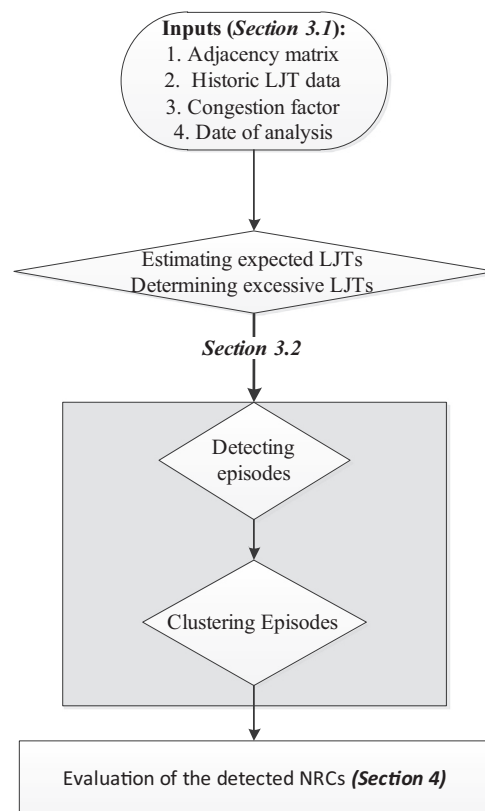 Inputs (Section 3.1):
1. Adjacency matrix
2. Historic LJT data
3. Congestion factor
4. Date of analysis
Estimating expected LJTs
Determining excessive LJTs
Section 3.2
Detecting
episodes
Clustering Episodes
Evaluation of the detected NRCs (Section 4)